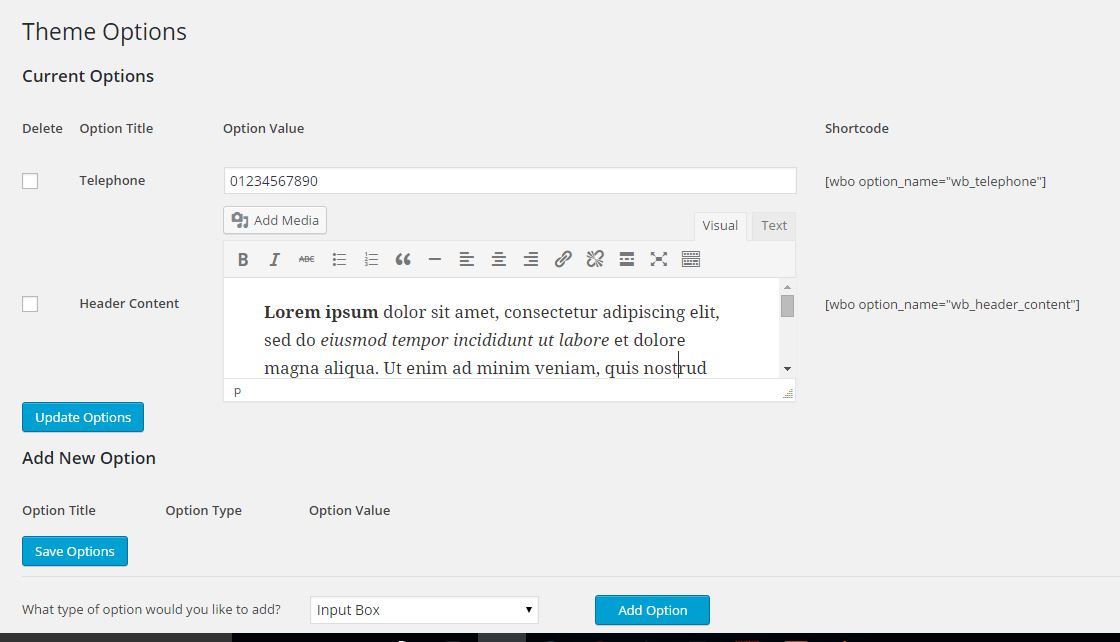 Theme Options
Current Options
Delete Option Title Option Value Shortcode
Telephone 01234567890 [wbo option_name="wb_telephone"]
Add Media Visual Text
B I ABC
Header Content [wbo option_name="wb_header_content"]
Lorem ipsum dolor sit amet, consectetur adipiscing elit,
sed do eiusmod tempor incididunt ut labore et dolore
magna aliqua. Ut enim ad minim veniam, quis nostrud
p
Update Options
Add New Option
Option Title Option Type Option Value
Save Options
What type of option would you like to add? Input Box Add Option